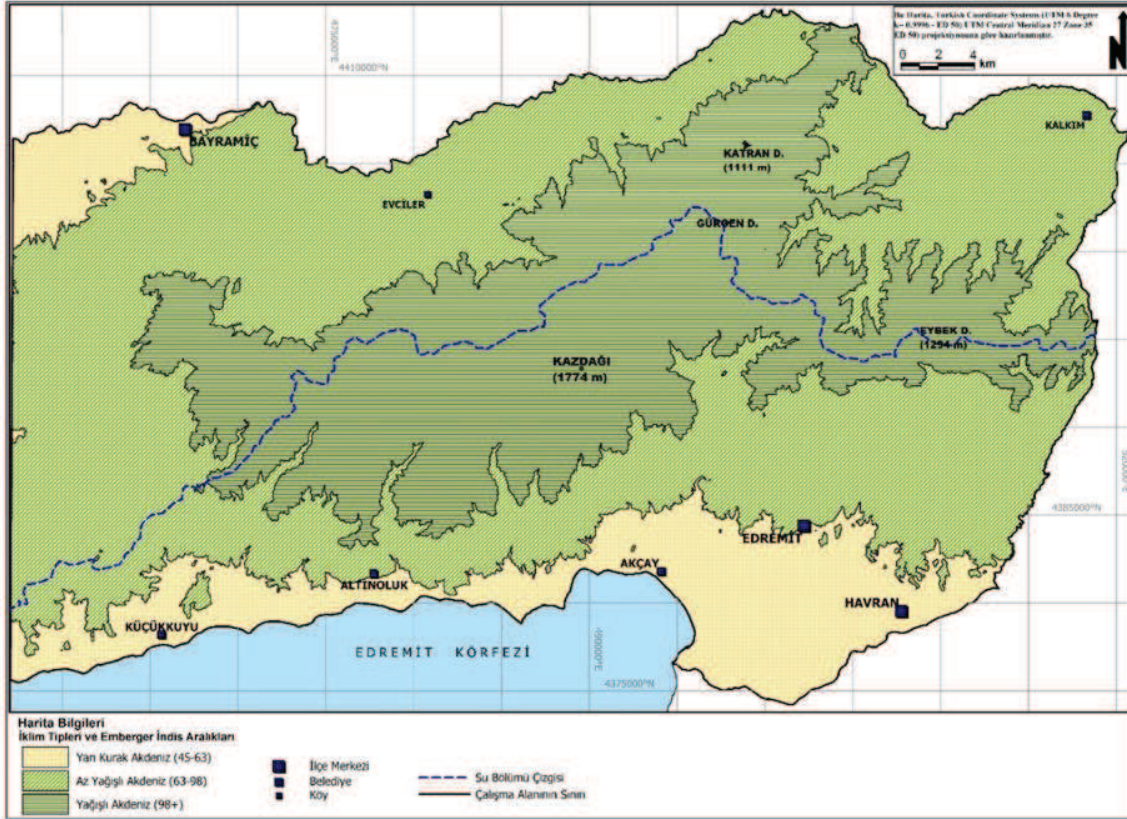 Bu Harita, Turkish Coordinate Systems (UTM 6 Degree
k= 0.9996 - ED 50) UTM Central Meridian 27 Zone 35
ED 50) projeksiyonuna göre hazırlanmıştır.
0 2 4 km
N
475000°E
4410000°N
BAYRAMİÇ
KALKIM
KATRAN D.
(1111 m)
EVCİLER
GÜRGEN D.
EYBEK D.
(1294 m)
KAZDAĞI
(1774 m)
520000°E
4385000°N
EDREMİT
AKÇAY
ALTINOLUK
HAVRAN
KÜÇÜKKUYU
EDREMİT KÖRFEZİ
490000°E
4375000°N
Harita Bilgileri
İklim Tipleri ve Emberger İndis Aralıkları
Yarı Kurak Akdeniz (45-63)
Az Yağışlı Akdeniz (63-98)
Yağışlı Akdeniz (98+)
İlçe Merkezi
Belediye
Köy
Su Bölümü Çizgisi
Çalışma Alanının Sınırı